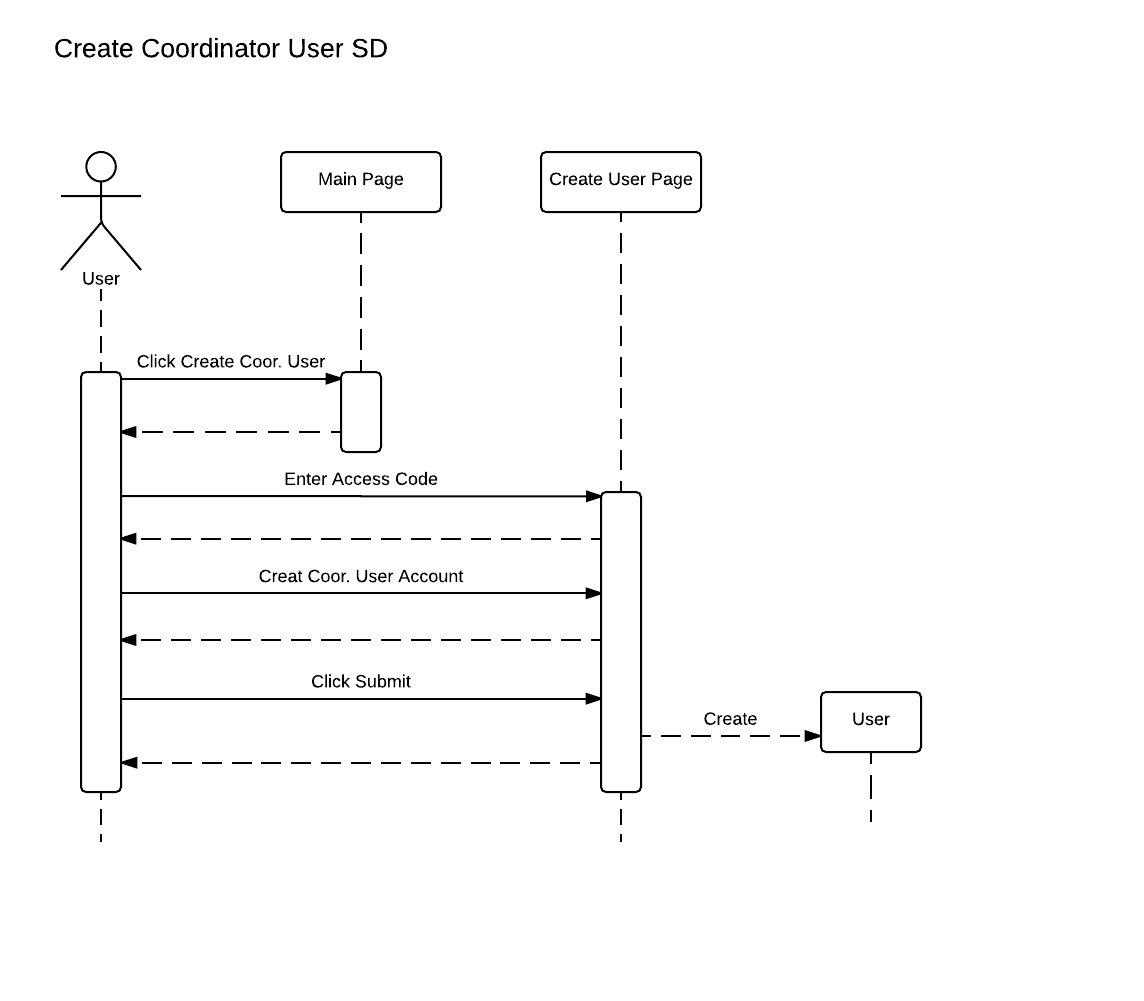 Create Coordinator User SD
Main Page
Create User Page
User
Click Create Coor. User
Enter Access Code
Creat Coor. User Account
Click Submit
Create
User